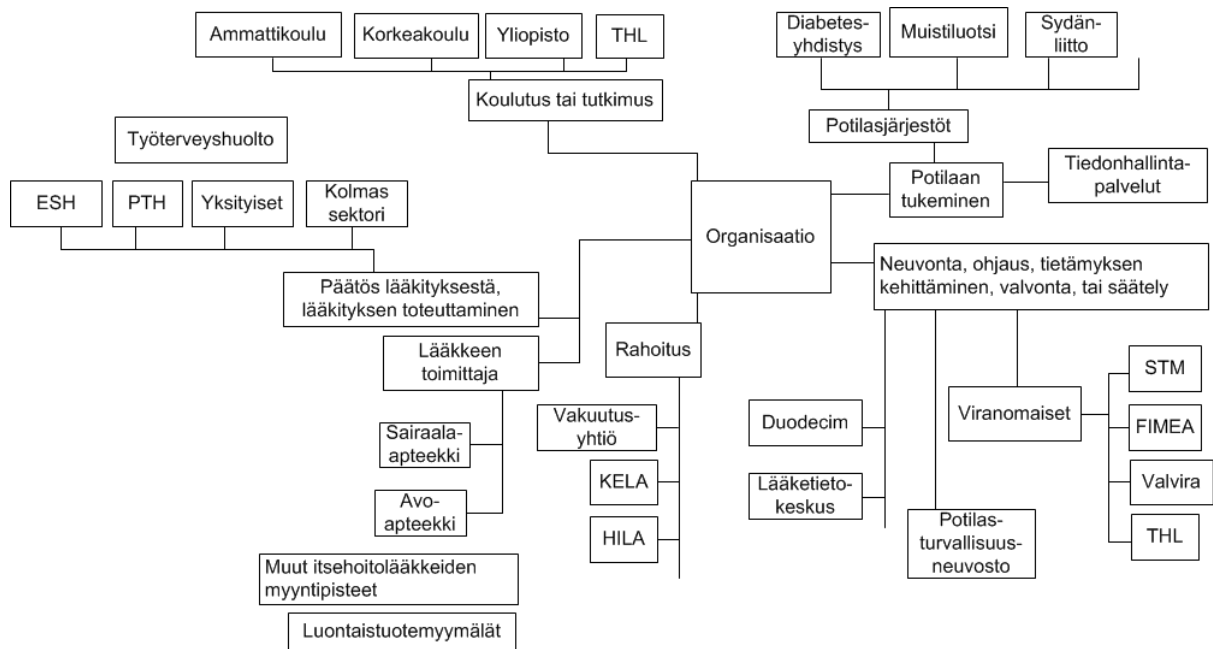 Ammattikoulu
Korkeakoulu
Yliopisto
THL
Koulutus tai tutkimus
Diabetes-
yhdistys
Muistiluotsi
Sydän-
liitto
Potilasjärjestöt
Potilaan
tukeminen
Tiedonhallinta-
palvelut
Työterveyshuolto
ESH
PTH
Yksityiset
Kolmas
sektori
Päätös lääkityksestä,
lääkityksen toteuttaminen
Organisaatio
Neuvonta, ohjaus, tietämyksen
kehittäminen, valvonta, tai säätely
Lääkkeen
toimittaja
Sairaala-
apteekki
Avo-
apteekki
Muut itsehoitolääkkeiden
myyntipisteet
Luontaistuotemyymälät
Rahoitus
Vakuutus-
yhtiö
KELA
HILA
Duodecim
Lääketieto-
keskus
Potilas-
turvallisuus-
neuvosto
Viranomaiset
STM
FIMEA
Valvira
THL